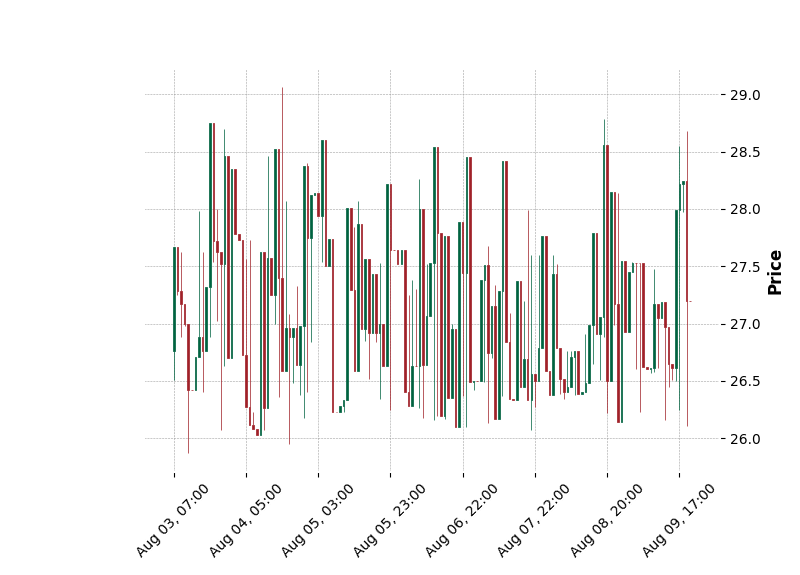 29.0
28.5
28.0
27.5
27.0
26.5
26.0
Price
Aug 03, 07:00
Aug 04, 05:00
Aug 05, 03:00
Aug 05, 23:00
Aug 06, 22:00
Aug 07, 22:00
Aug 08, 20:00
Aug 09, 17:00